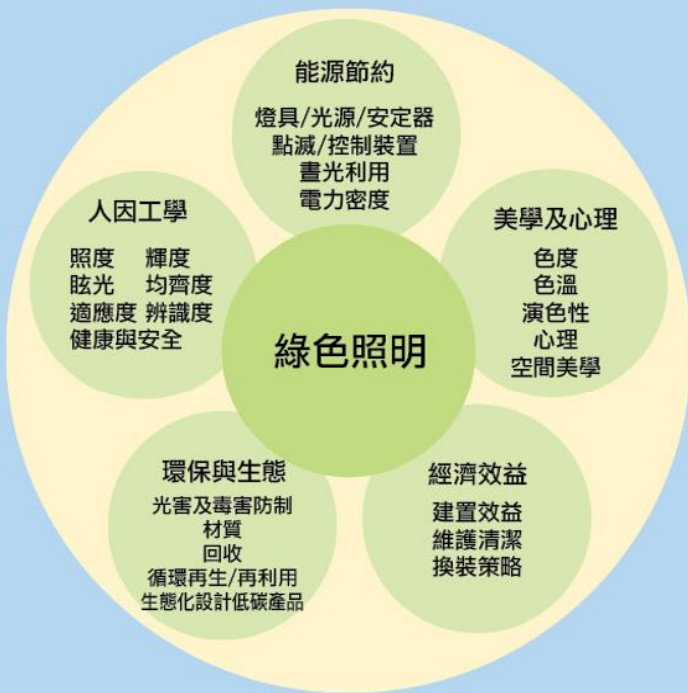 能源節約
燈具/光源/安定器
點滅/控制裝置
晝光利用
電力密度
人因工學
照度 輝度
眩光 均齊度
適應度 辨識度
健康與安全
美學及心理
色度
色溫
演色性
心理
空間美學
綠色照明
環保與生態
光害及毒害防制
材質
回收
循環再生/再利用
生態化設計低碳產品
經濟效益
建置效益
維護清潔
換裝策略